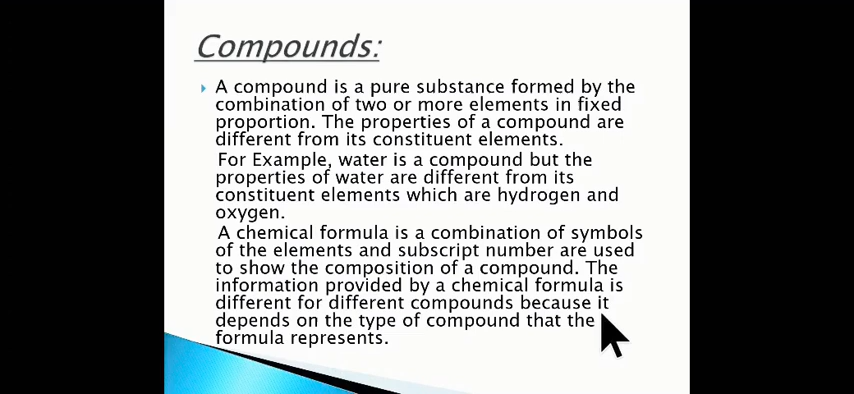 Compounds:
A compound is a pure substance formed by the
combination of two or more elements in fixed
proportion. The properties of a compound are
different from its constituent elements.
For Example, water is a compound but the
properties of water are different from its
constituent elements which are hydrogen and
oxygen.
A chemical formula is a combination of symbols
of the elements and subscript number are used
to show the composition of a compound. The
information provided by a chemical formula is
different for different compounds because it
depends on the type of compound that the
formula represents.